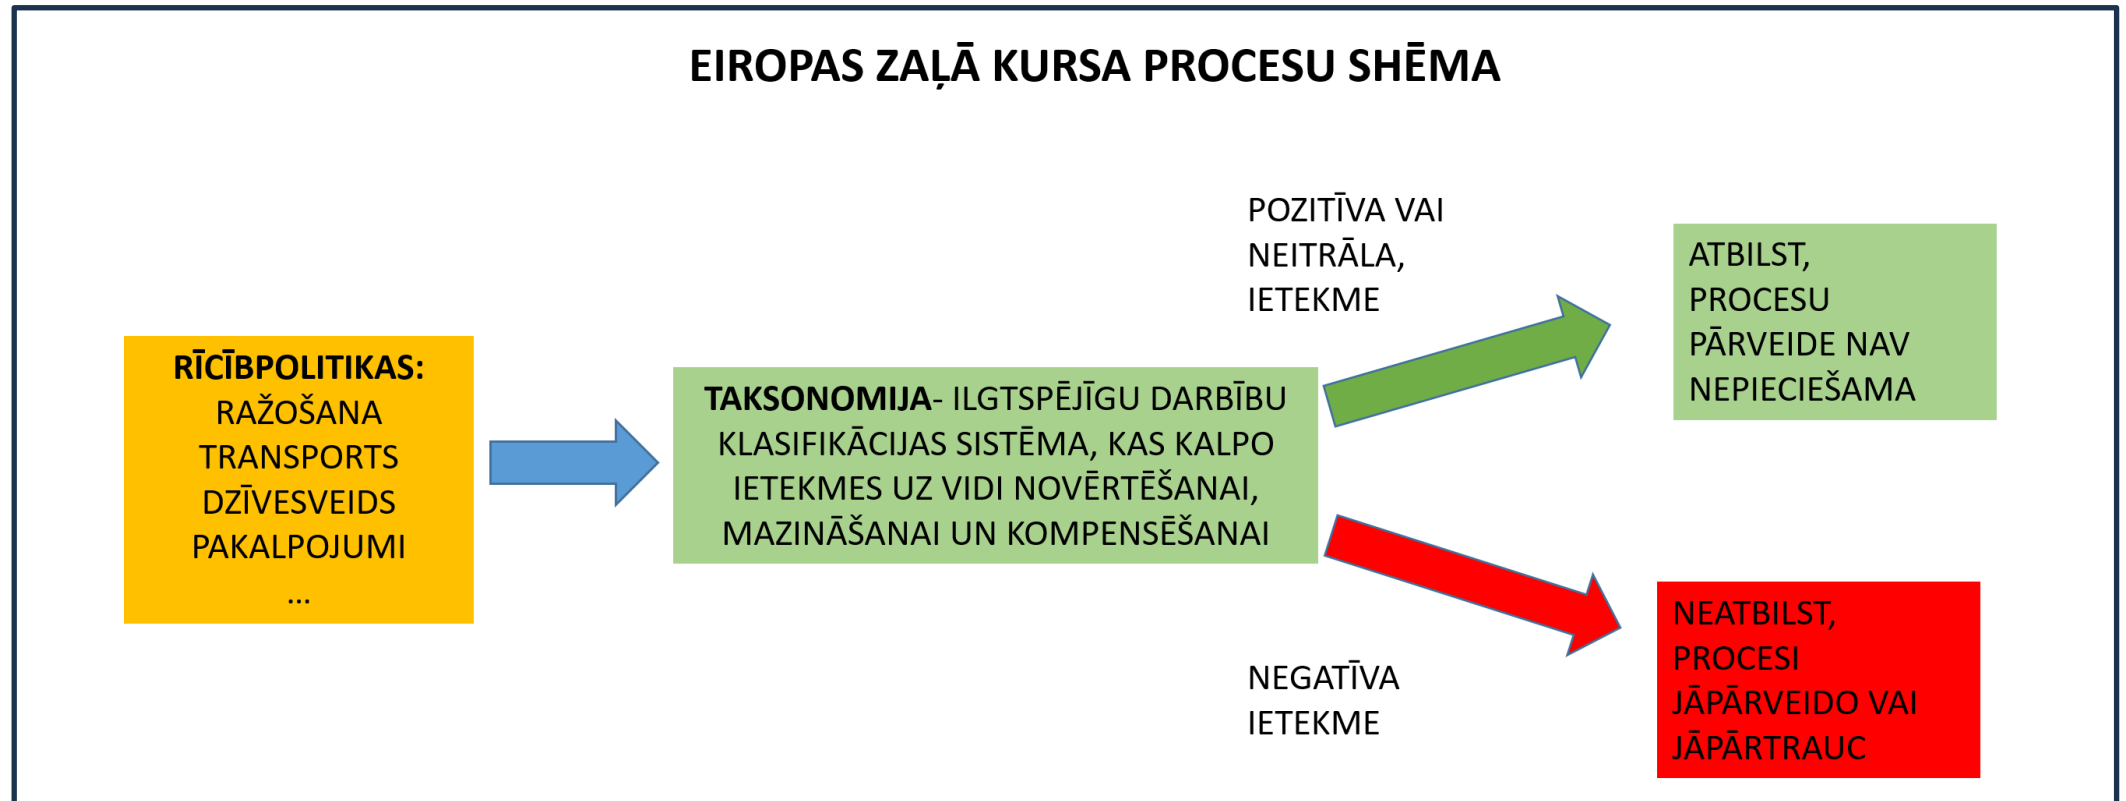 EIROPAS ZAĻĀ KURSA PROCESU SHĒMA
RĪCĪBPOLITIKAS:
RAŽOŠANA
TRANSPORTS
DZĪVESVEIDS
PAKALPOJUMI
...
TAKSONOMIJA- ILGTSPĒJĪGU DARBĪBU
KLASIFIKĀCIJAS SISTĒMA, KAS KALPO
IETEKMES UZ VIDI NOVĒRTĒŠANAI,
MAZINĀŠANAI UN KOMPENSĒŠANAI
POZITĪVA VAI
NEITRĀLA,
IETEKME
ATBILST,
PROCESU
PĀRVEIDE NAV
NEPIECIEŠAMA
NEGATĪVA
IETEKME
NEATBILST,
PROCESI
JĀPĀRVEIDO VAI
JĀPĀRTRAUC